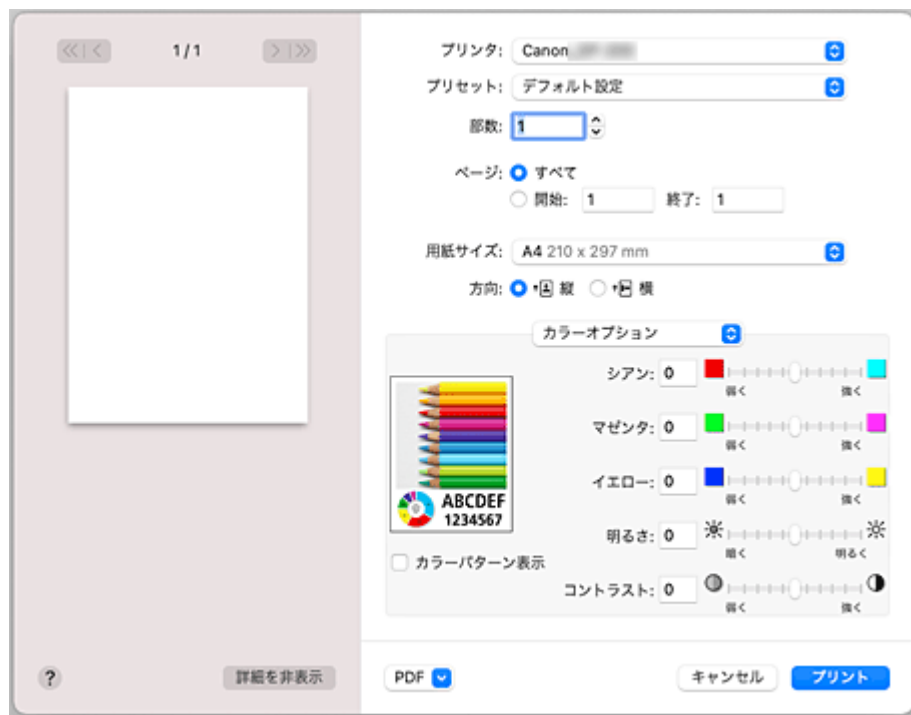 1/1
プリンタ: Canon
プリセット: デフォルト設定
部数: 1
ページ: すべて
開始: 1 終了: 1
用紙サイズ: A4 210 x 297 mm
方向: 縦 横
カラーオプション
シアン: 0
弱く 強く
マゼンタ: 0
弱く 強く
イエロー: 0
弱く 強く
ABCDEF
1234567
明るさ: 0
暗く 明るく
カラーパターン表示
コントラスト: 0
弱く 強く
? 詳細を非表示 PDF キャンセル プリント